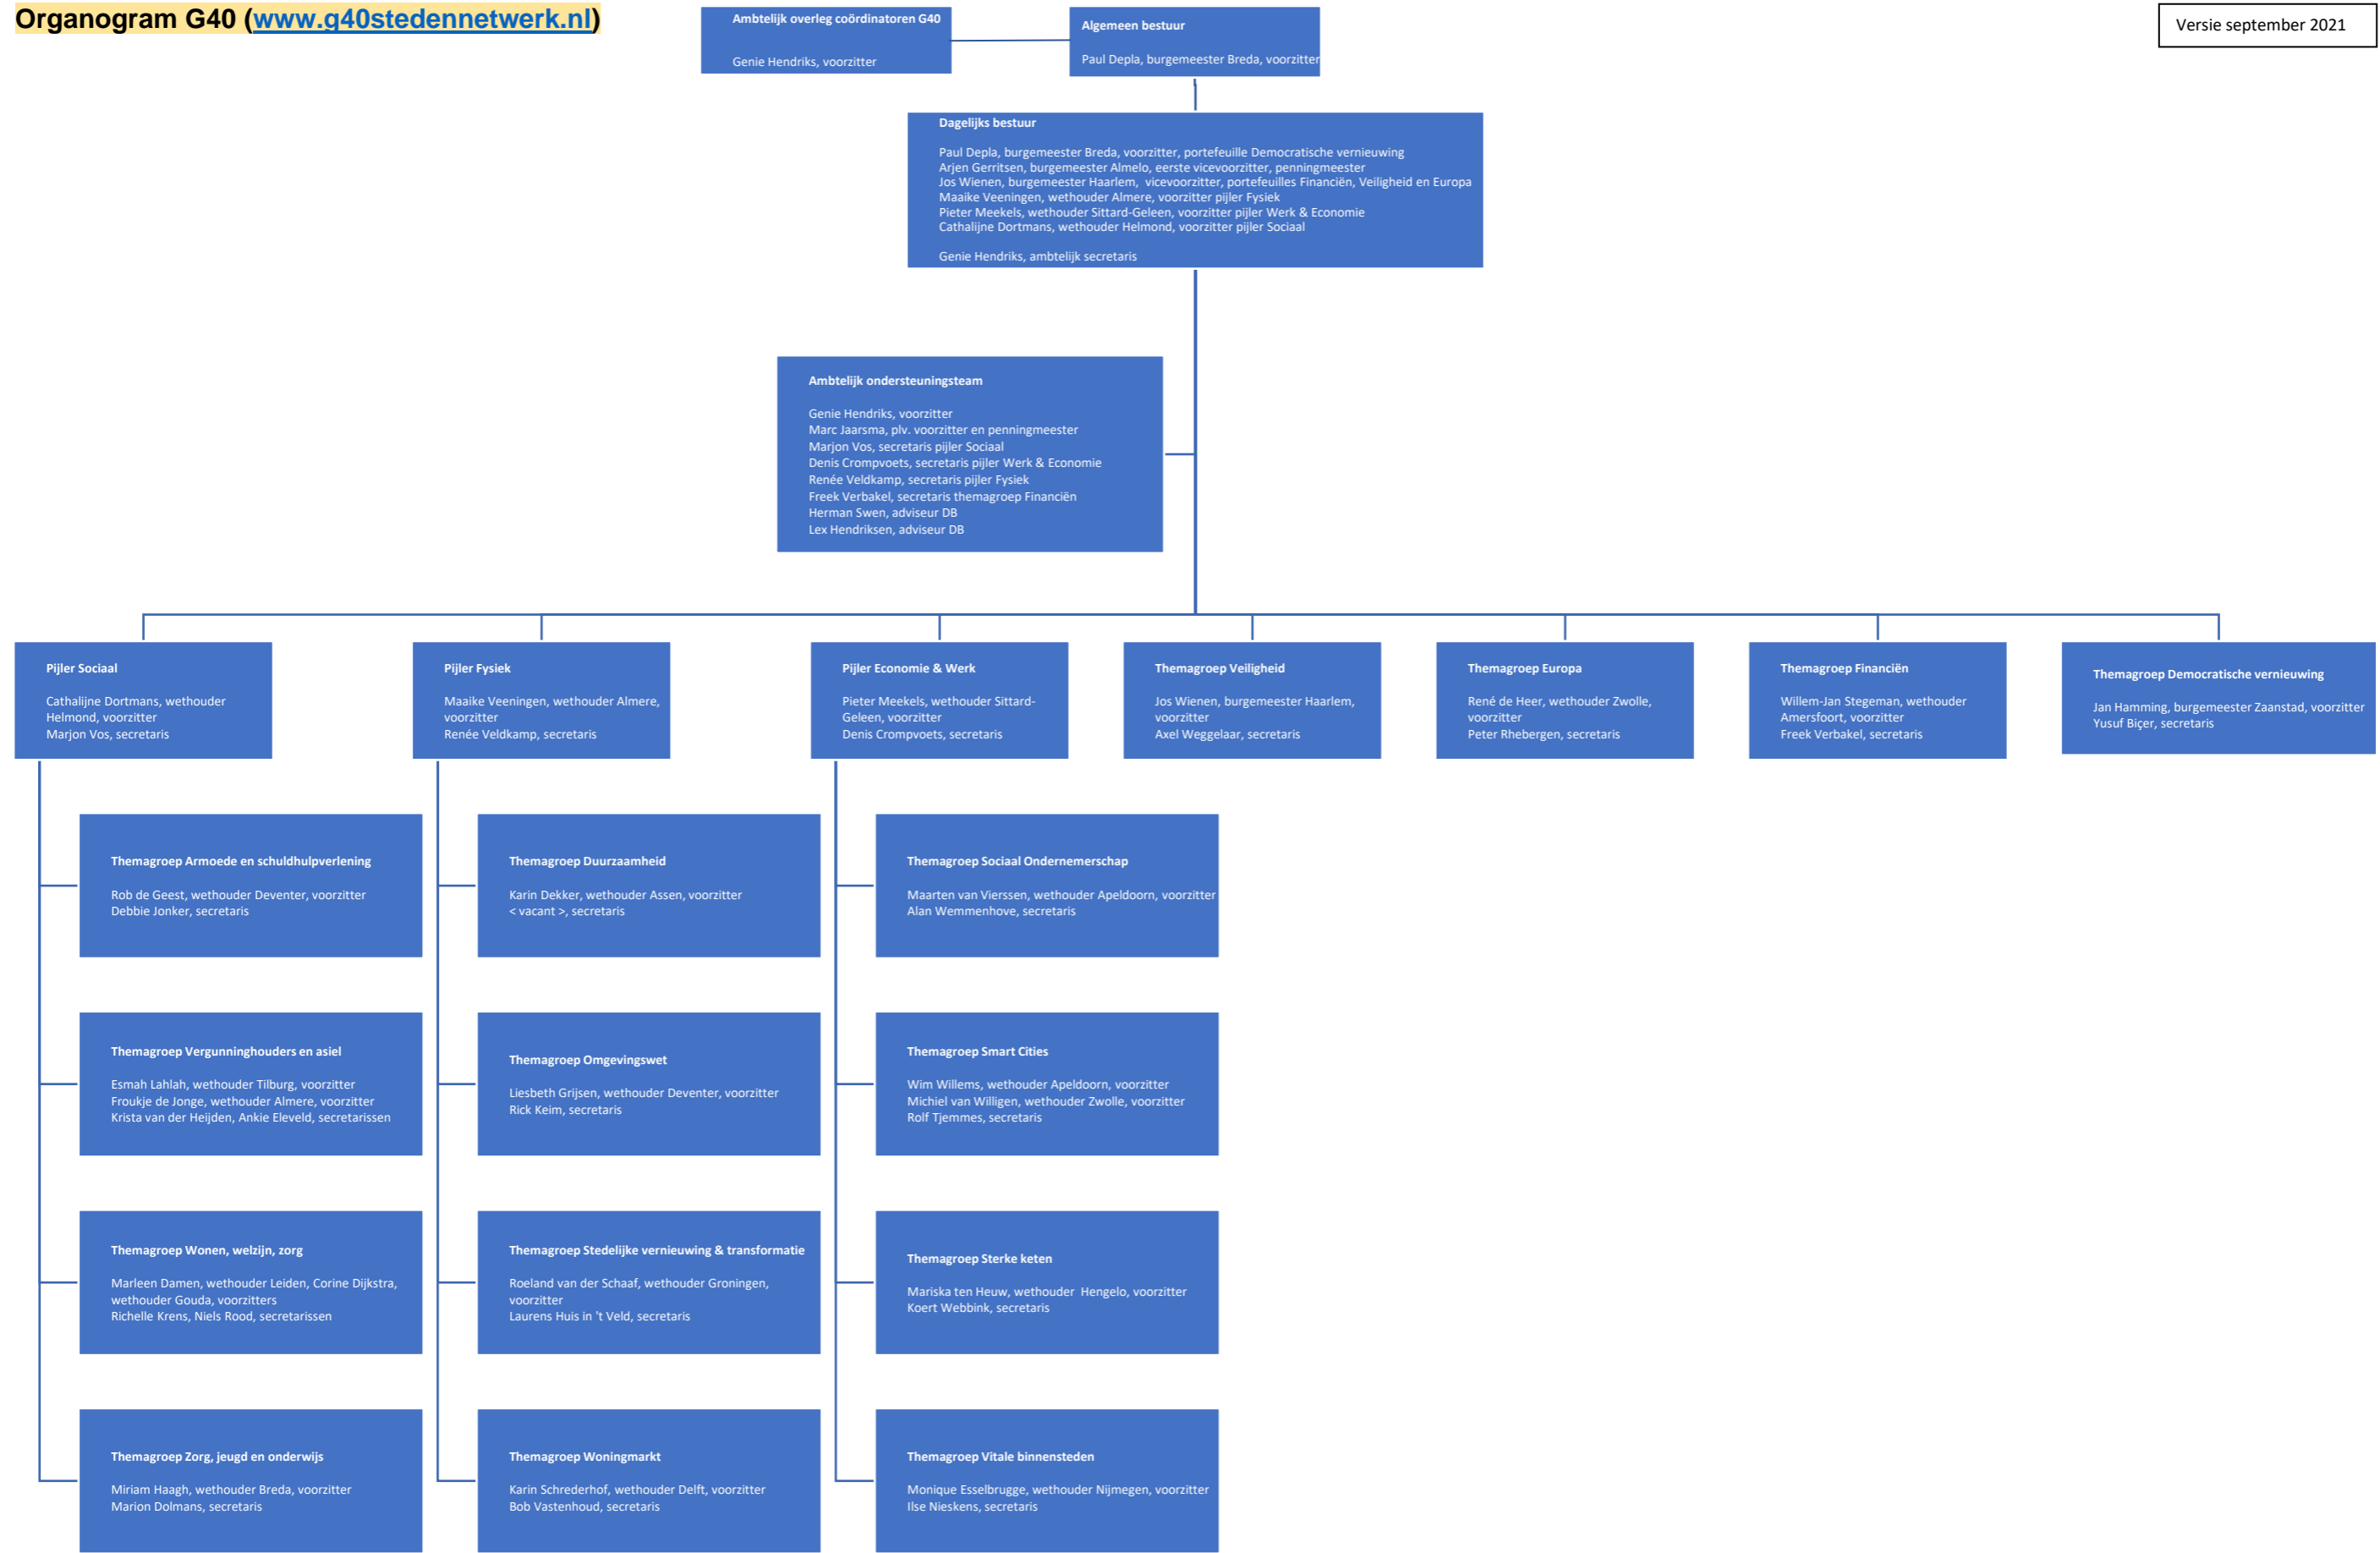 Organogram G40 (www.g40stedennetwerk.nl)
Ambtelijk overleg coördinatoren G40
Genie Hendriks, voorzitter
Algemeen bestuur
Paul Depla, burgemeester Breda, voorzitter
Versie september 2021
Dagelijks bestuur
Paul Depla, burgemeester Breda, voorzitter, portefeuille Democratische vernieuwing
Arjen Gerritsen, burgemeester Almelo, eerste vicevoorzitter, penningmeester
Jos Wienen, burgemeester Haarlem, vicevoorzitter, portefeuilles Financiën, Veiligheid en Europa
Maaike Veeningen, wethouder Almere, voorzitter pijler Fysiek
Pieter Meekels, wethouder Sittard-Geleen, voorzitter pijler Werk & Economie
Cathalijne Dortmans, wethouder Helmond, voorzitter pijler Sociaal
Genie Hendriks, ambtelijk secretaris
Ambtelijk ondersteuningsteam
Genie Hendriks, voorzitter
Marc Jaarsma, plv. voorzitter en penningmeester
Marjon Vos, secretaris pijler Sociaal
Denis Crompvoets, secretaris pijler Werk & Economie
Renée Veldkamp, secretaris pijler Fysiek
Freek Verbakel, secretaris themagroep Financiën
Herman Swen, adviseur DB
Lex Hendriksen, adviseur DB
Pijler Sociaal
Cathalijne Dortmans, wethouder
Helmond, voorzitter
Marjon Vos, secretaris
Pijler Fysiek
Maaike Veeningen, wethouder Almere,
voorzitter
Renée Veldkamp, secretaris
Pijler Economie & Werk
Pieter Meekels, wethouder Sittard-
Geleen, voorzitter
Denis Crompvoets, secretaris
Themagroep Veiligheid
Jos Wienen, burgemeester Haarlem,
voorzitter
Axel Weggelaar, secretaris
Themagroep Europa
René de Heer, wethouder Zwolle,
voorzitter
Peter Rhebergen, secretaris
Themagroep Financiën
Willem-Jan Stegeman, wethouder
Amersfoort, voorzitter
Freek Verbakel, secretaris
Themagroep Democratische vernieuwing
Jan Hamming, burgemeester Zaanstad, voorzitter
Yusuf Biçer, secretaris
Themagroep Armoede en schuldhulpverlening
Rob de Geest, wethouder Deventer, voorzitter
Debbie Jonker, secretaris
Themagroep Duurzaamheid
Karin Dekker, wethouder Assen, voorzitter
< vacant >, secretaris
Themagroep Sociaal Ondernemerschap
Maarten van Vierssen, wethouder Apeldoorn, voorzitter
Alan Wemmenhove, secretaris
Themagroep Vergunninghouders en asiel
Esmah Lahlah, wethouder Tilburg, voorzitter
Froukje de Jonge, wethouder Almere, voorzitter
Krista van der Heijden, Ankie Eleveld, secretarissen
Themagroep Omgevingswet
Liesbeth Grijsen, wethouder Deventer, voorzitter
Rick Keim, secretaris
Themagroep Smart Cities
Wim Willems, wethouder Apeldoorn, voorzitter
Michiel van Willigen, wethouder Zwolle, voorzitter
Rolf Tjemmes, secretaris
Themagroep Wonen, welzijn, zorg
Marleen Damen, wethouder Leiden, Corine Dijkstra,
wethouder Gouda, voorzitters
Richelle Krens, Niels Rood, secretarissen
Themagroep Stedelijke vernieuwing & transformatie
Roeland van der Schaaf, wethouder Groningen,
voorzitter
Laurens Huis in 't Veld, secretaris
Themagroep Sterke keten
Mariska ten Heuw, wethouder Hengelo, voorzitter
Koert Webbink, secretaris
Themagroep Zorg, jeugd en onderwijs
Miriam Haagh, wethouder Breda, voorzitter
Marion Dolmans, secretaris
Themagroep Woningmarkt
Karin Schrederhof, wethouder Delft, voorzitter
Bob Vastenhoud, secretaris
Themagroep Vitale binnensteden
Monique Esselbrugge, wethouder Nijmegen, voorzitter
Ilse Nieskens, secretaris